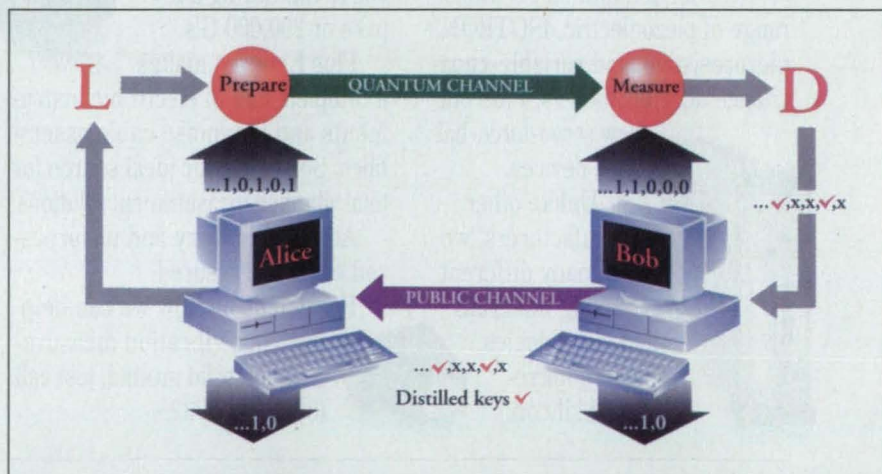 L
Prepare
QUANTUM CHANNEL
Measure
D
...1,0,1,0,1
...1,1,0,0,0
... ✓,x,x,✓,x
Alice
Bob
PUBLIC CHANNEL
... ✓,x,x,✓,x
Distilled keys ✓
...1,0
...1,0